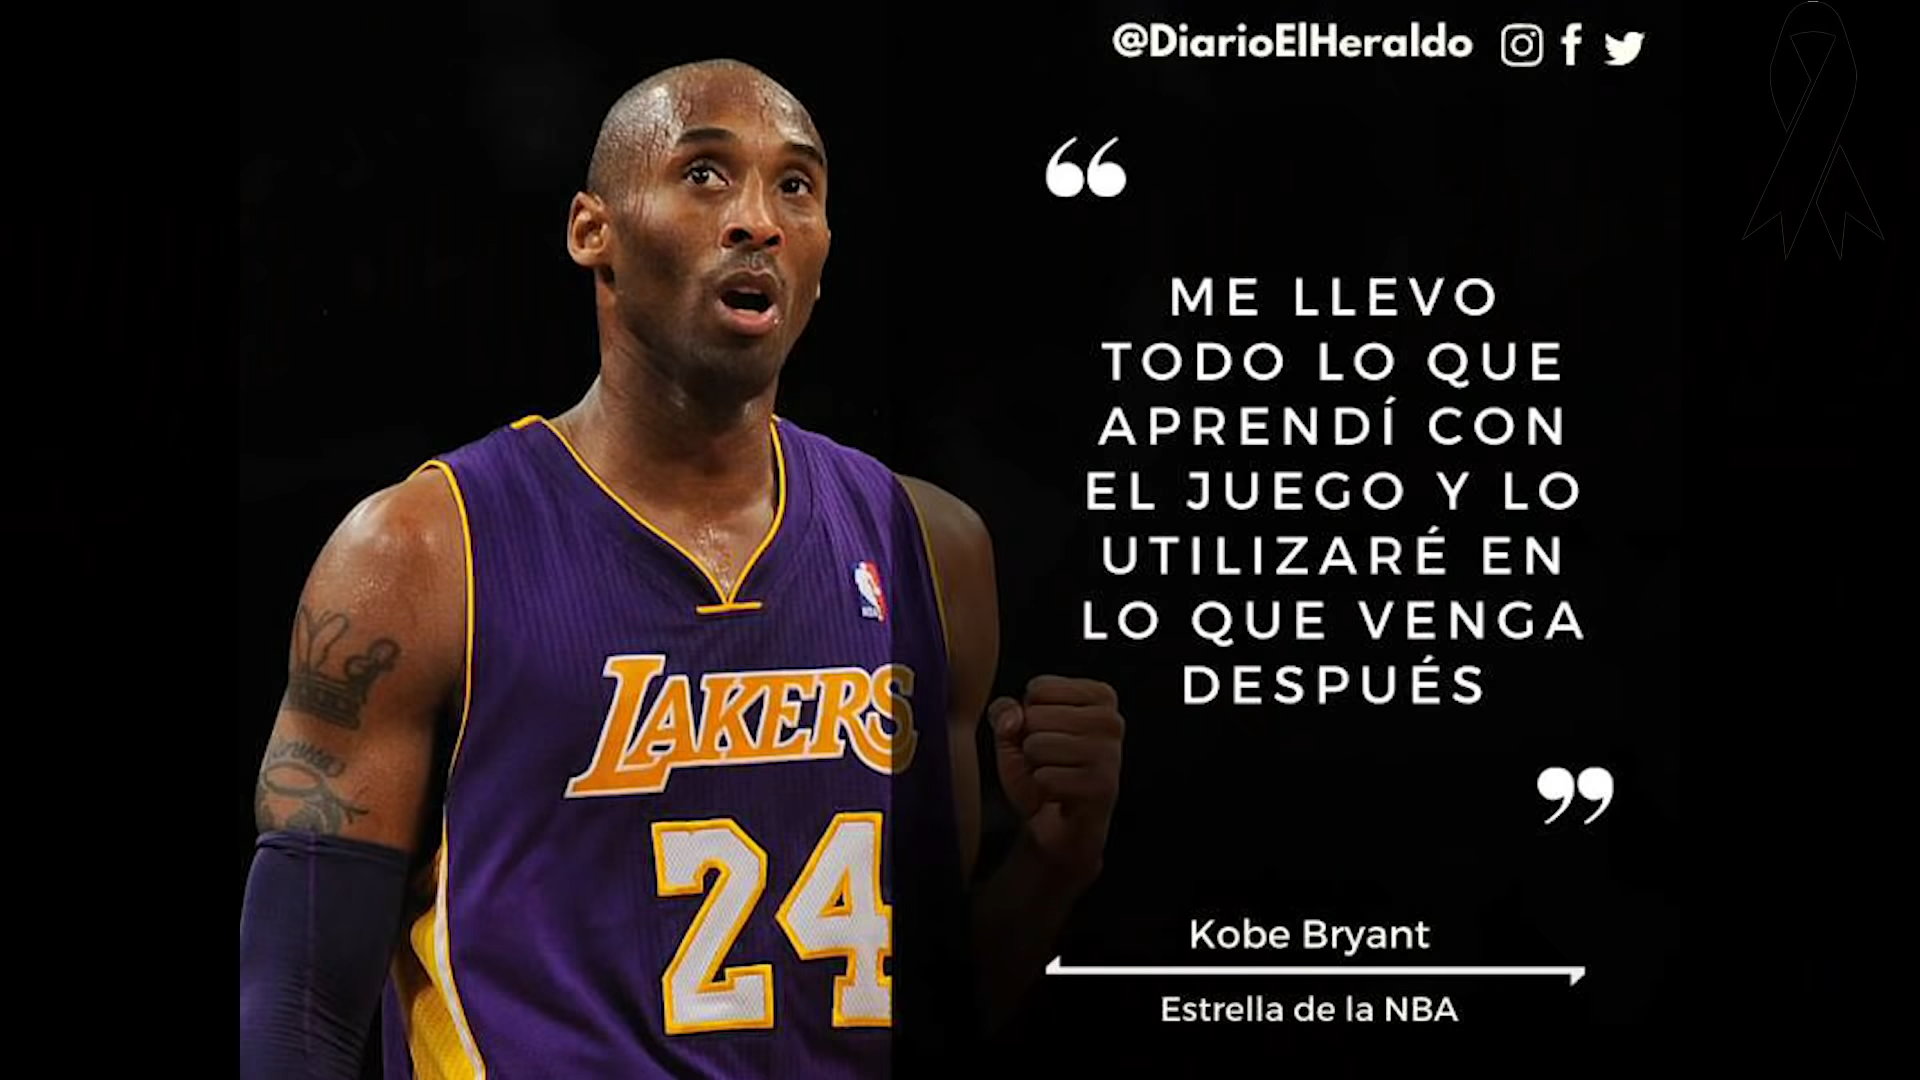 @DiarioElHeraldo
“
ME LLEVO
TODO LO QUE
APRENDÍ CON
EL JUEGO Y LO
UTILIZARÉ EN
LO QUE VENGA
DESPUÉS
”
Kobe Bryant
Estrella de la NBA
NBA
LAKERS
24